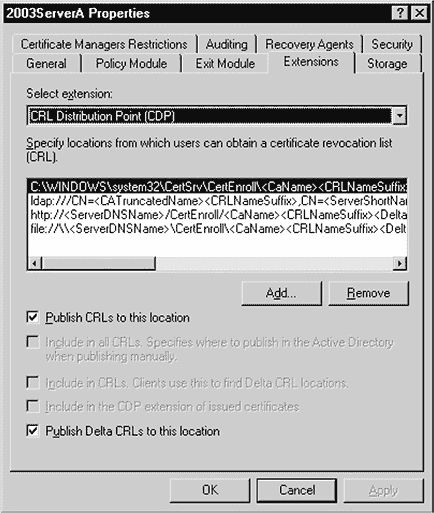 2003ServerA Properties
Certificate Managers Restrictions Auditing Recovery Agents Security
General Policy Module Exit Module Extensions Storage
Select extension:
CRL Distribution Point (CDP)
Specify locations from which users can obtain a certificate revocation list
(CRL).
C:\WINDOWS\system32\CertSrv\CertEnroll\<CaName><CRLNameSuffix
ldap:///CN=<CATruncatedName><CRLNameSuffix>,CN=<ServerShortNa
http://<ServerDNSName>/CertEnroll/<CaName><CRLNameSuffix><Delta
file://\\<ServerDNSName>\CertEnroll\<CaName><CRLNameSuffix><Delt
Add... Remove
Publish CRLs to this location
Include in all CRLs. Specifies where to publish in the Active Directory
when publishing manually.
Include in CRLs. Clients use this to find Delta CRL locations.
Include in the CDP extension of issued certificates
Publish Delta CRLs to this location
OK Cancel Apply